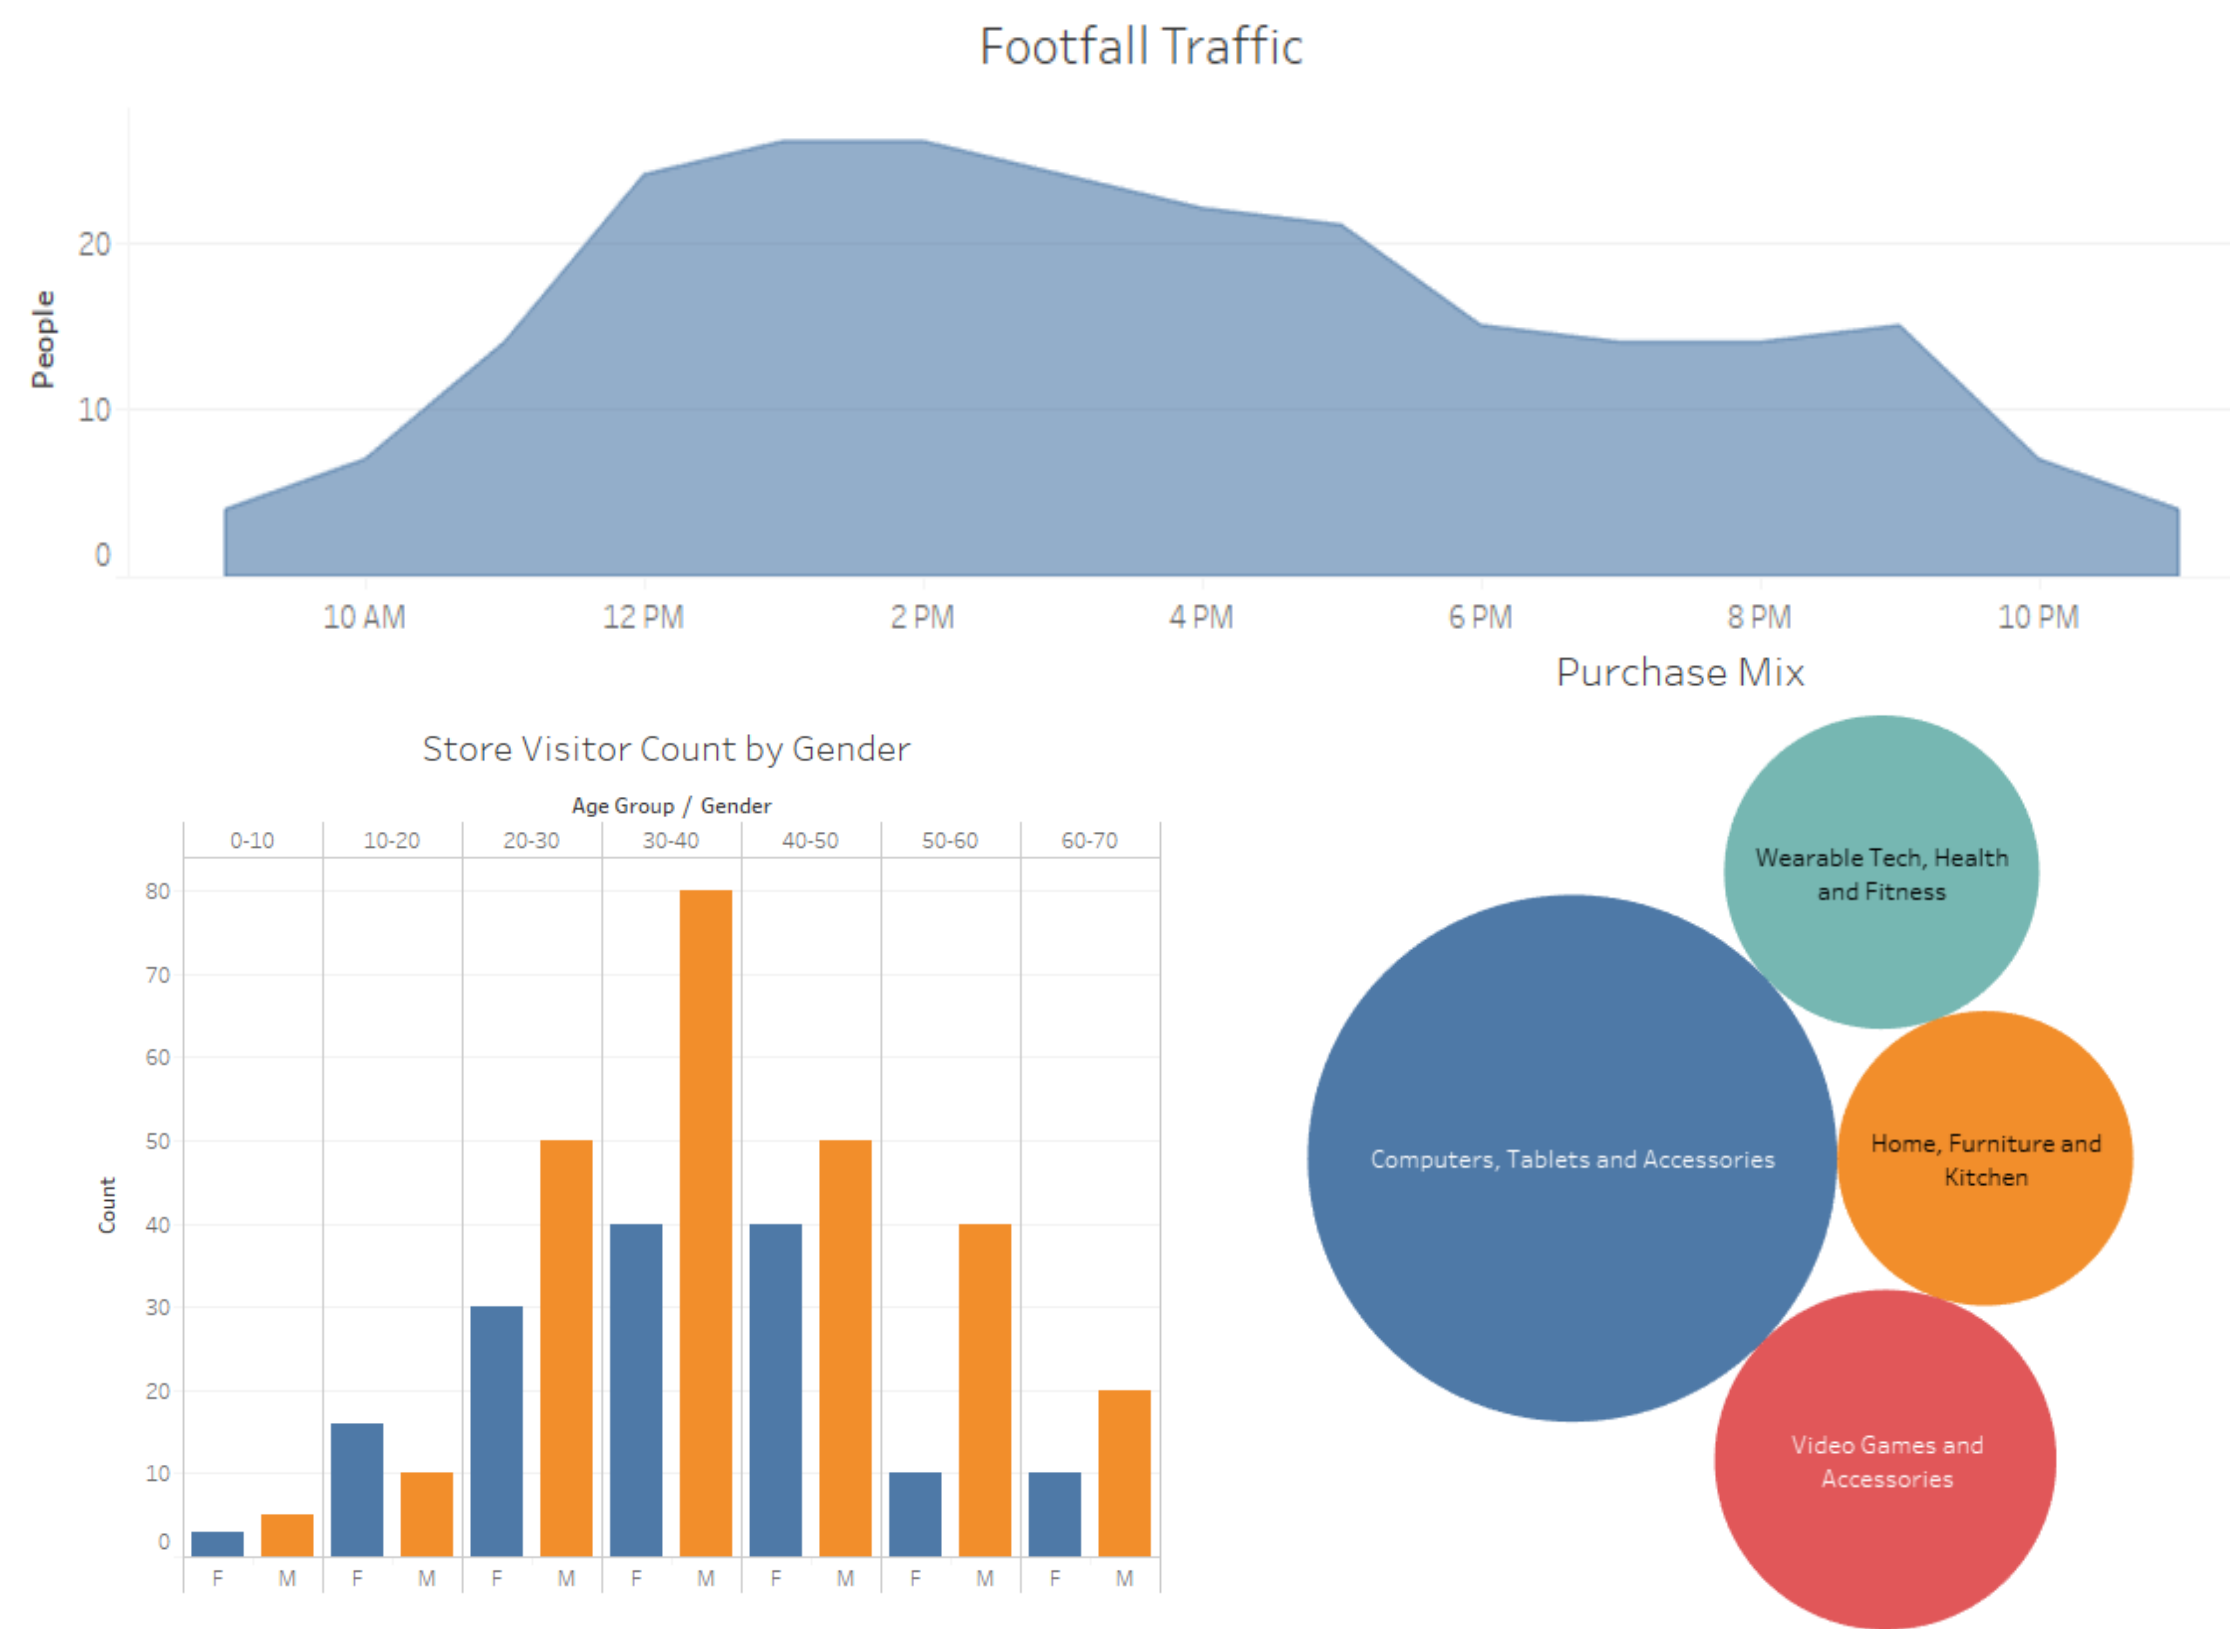 Footfall Traffic
People
20
10
0
10 AM 12 PM 2 PM 4 PM 6 PM 8 PM 10 PM
Store Visitor Count by Gender
Age Group / Gender
0-10 10-20 20-30 30-40 40-50 50-60 60-70
Count
80
70
60
50
40
30
20
10
0
F M F M F M F M F M F M F M
Purchase Mix
Wearable Tech, Health
and Fitness
Computers, Tablets and Accessories
Home, Furniture and
Kitchen
Video Games and
Accessories